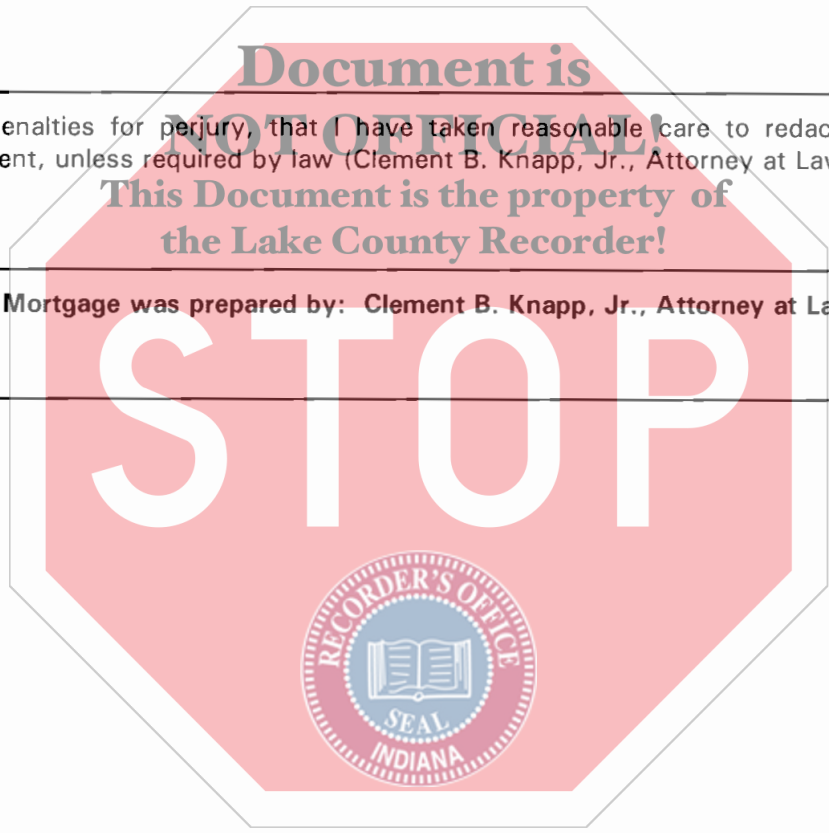 Document is
enalties for perjury, that I have taken reasonable care to redac
NOT OFFICIAL!
ent, unless required by law (Clement B. Knapp, Jr., Attorney at Lav
This Document is the property of
the Lake County Recorder!
Mortgage was prepared by: Clement B. Knapp, Jr., Attorney at La
STOP
RECORDER'S OFFICE
SEAL
INDIANA